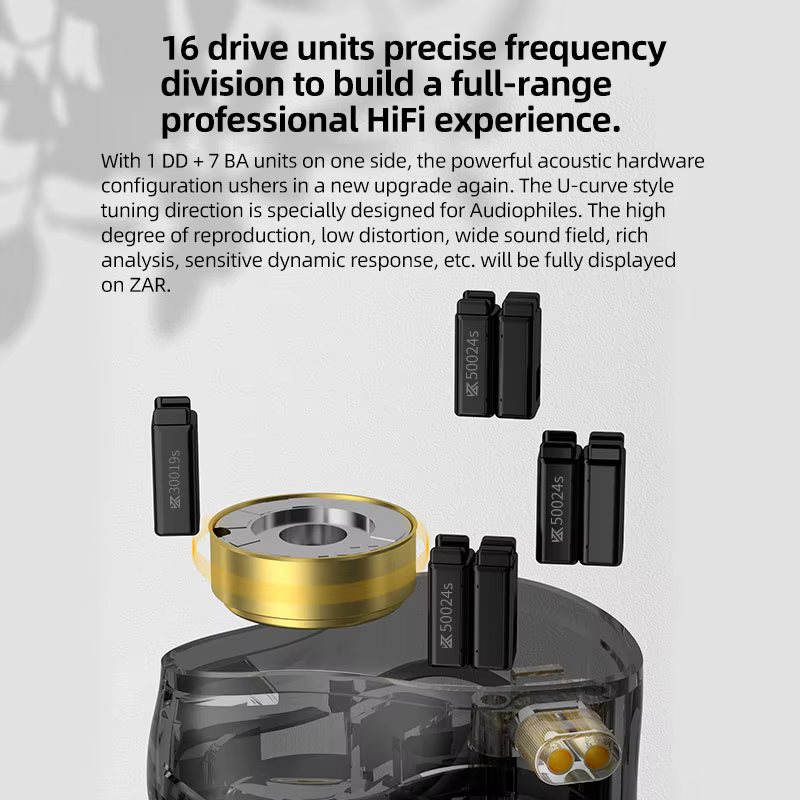 16 drive units precise frequency
division to build a full-range
professional HiFi experience.
With 1 DD + 7 BA units on one side, the powerful acoustic hardware
configuration ushers in a new upgrade again. The U-curve style
tuning direction is specially designed for Audiophiles. The high
degree of reproduction, low distortion, wide sound field, rich
analysis, sensitive dynamic response, etc. will be fully displayed
on ZAR.
50024s
30019s
50024s
50024s